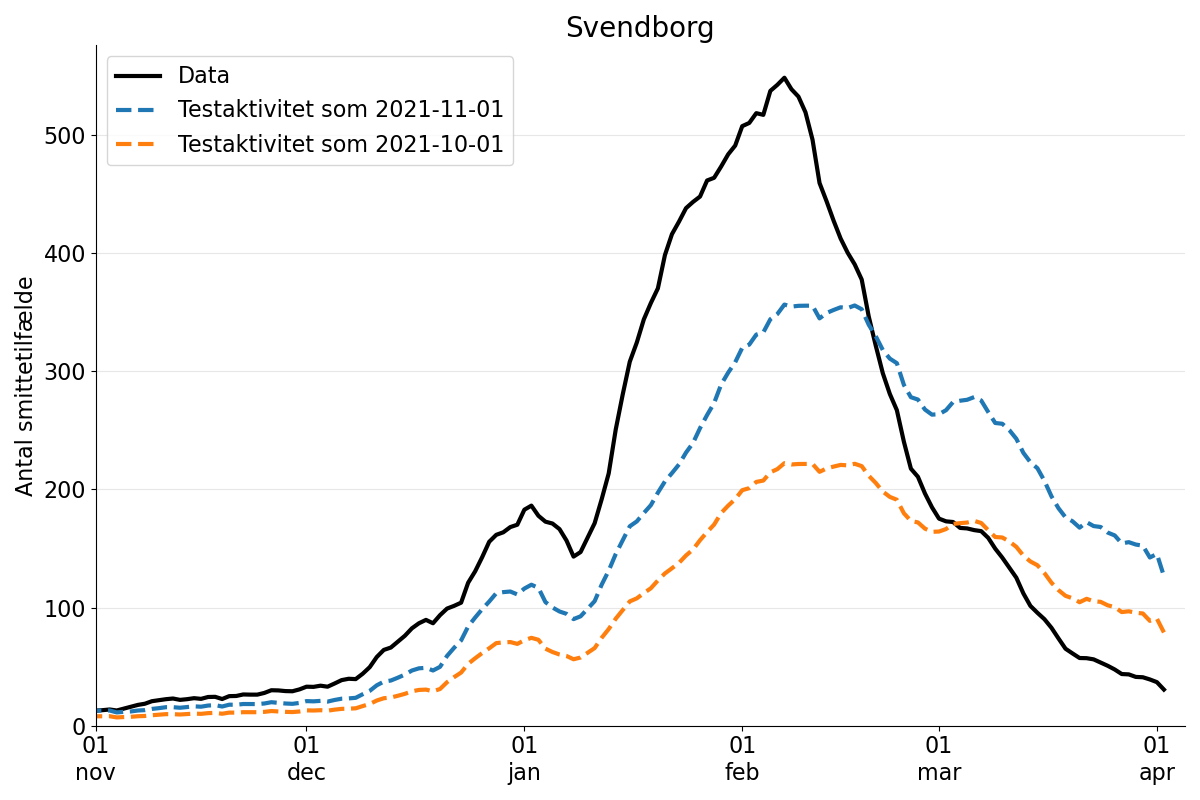 Svendborg
Data
Testaktivitet som 2021-11-01
Testaktivitet som 2021-10-01
Antal smittetilfælde
500
400
300
200
100
0
01 01 01 01 01 01
nov dec jan feb mar apr